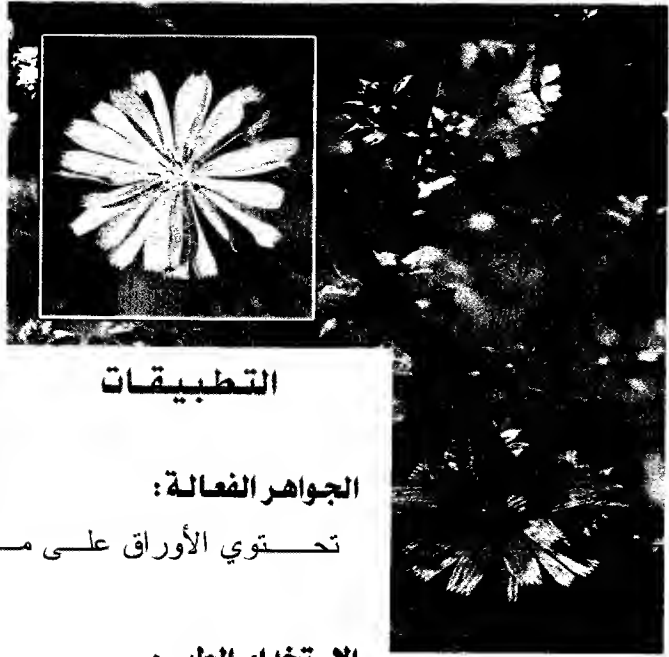 التطبيقات
الجواهر الفعالة:
تحتوي الأوراق على